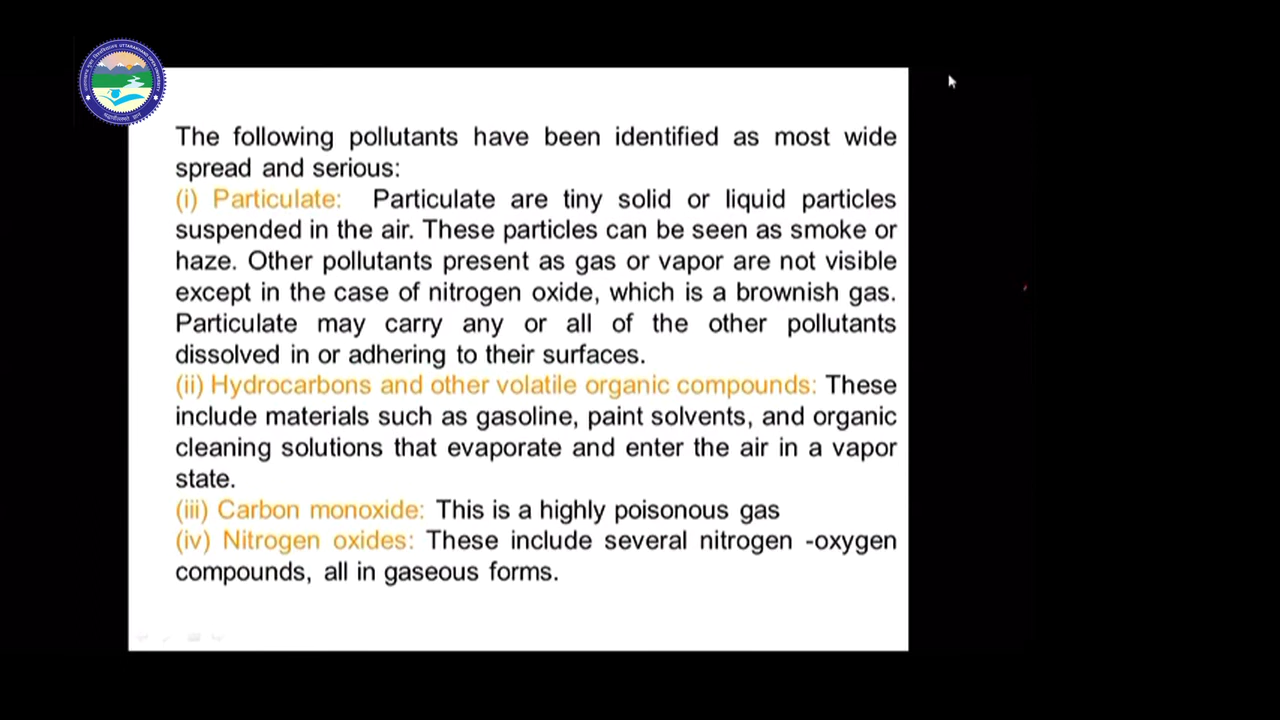 The following pollutants have been identified as most wide
spread and serious:
(i) Particulate: Particulate are tiny solid or liquid particles
suspended in the air. These particles can be seen as smoke or
haze. Other pollutants present as gas or vapor are not visible
except in the case of nitrogen oxide, which is a brownish gas.
Particulate may carry any or all of the other pollutants
dissolved in or adhering to their surfaces.
(ii) Hydrocarbons and other volatile organic compounds: These
include materials such as gasoline, paint solvents, and organic
cleaning solutions that evaporate and enter the air in a vapor
state.
(iii) Carbon monoxide: This is a highly poisonous gas
(iv) Nitrogen oxides: These include several nitrogen -oxygen
compounds, all in gaseous forms.